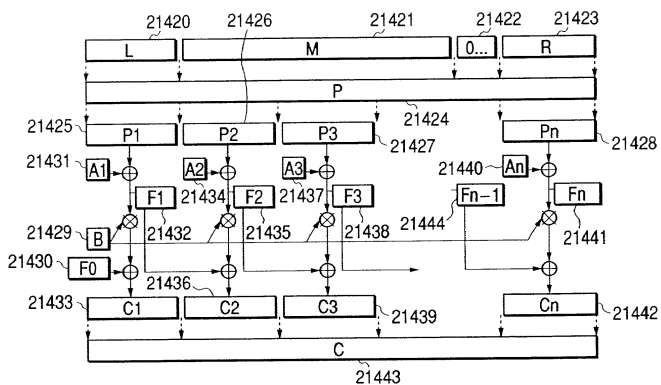 21420 21426 21421 21422 21423
L M 0... R
P
21424
21425 P1 P2 P3 21427 Pn 21428
21431 A1 A2 21434 A3 21437 21440 An
F1 F2 F3 21444 Fn-1 Fn
21429 B 21432 21435 21438 21441
21430 F0
21433 21436
C1 C2 C3 21439 Cn 21442
C
21443